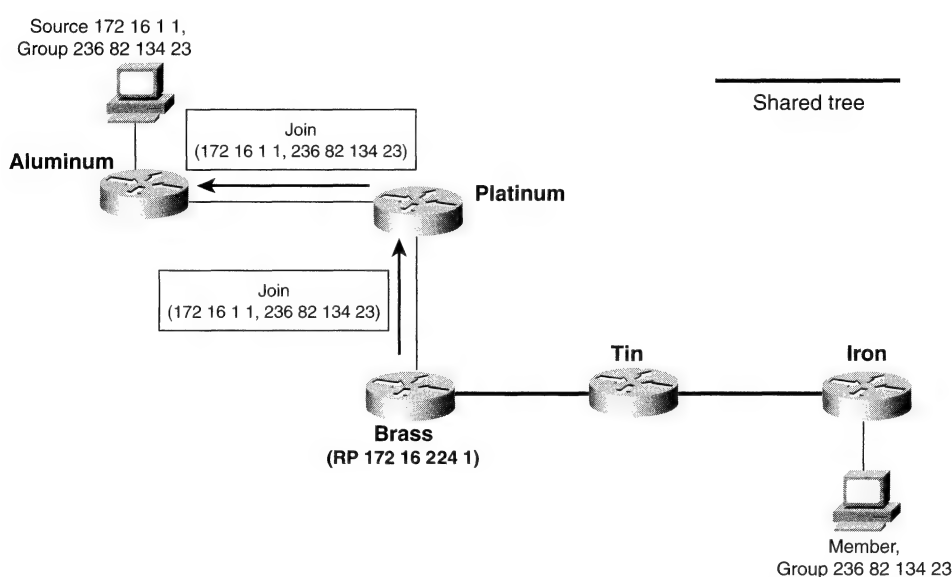 Source 172 16 1 1,
Group 236 82 134 23
Shared tree
Join
(172 16 1 1, 236 82 134 23)
Aluminum
Platinum
Join
(172 16 1 1, 236 82 134 23)
Tin
Iron
Brass
(RP 172 16 224 1)
Member,
Group 236 82 134 23